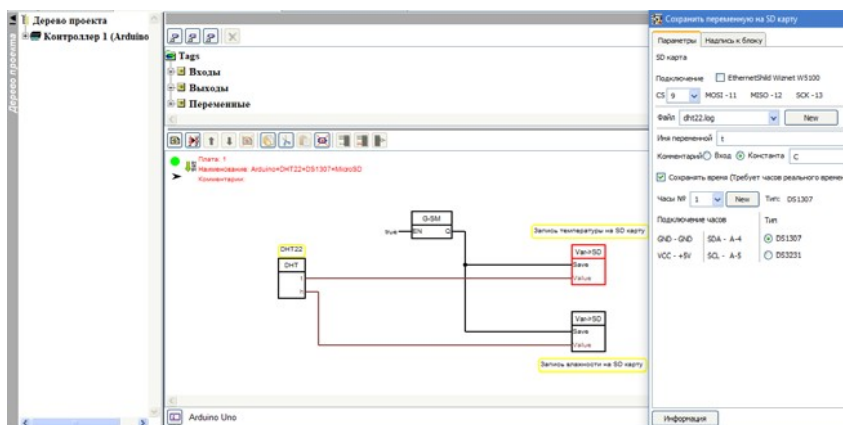 Дерево проекта
Контроллер 1 (Arduino
Дерево проекта
Tags
Входы
Выходы
Переменные
Плата: 1
Наименование: Arduino+DHT22+DS1307+MicroSD
Комментарии:
G-SM
true
EN
Q
DHT22
DHT
t
h
Запись температуры на SD карту
Var->SD
Save
Value
Var->SD
Save
Value
Запись влажности на SD карту
Arduino Uno
Сохранить переменную на SD карту
Параметры
Надпись к блоку
SD карта
Подключение
EthernetShild Wiznet W5100
CS 9 MOSI -11 MISO -12 SCK -13
Файл dht22.log New
Имя переменной t
Комментарий Вход Константа C
Сохранять время (Требует часов реального времен
Часы № 1 New Тип: DS1307
Подключение часов Тип
GND - GND SDA - A-4 DS1307
VCC - +5V SCL - A-5 DS3231
Информация